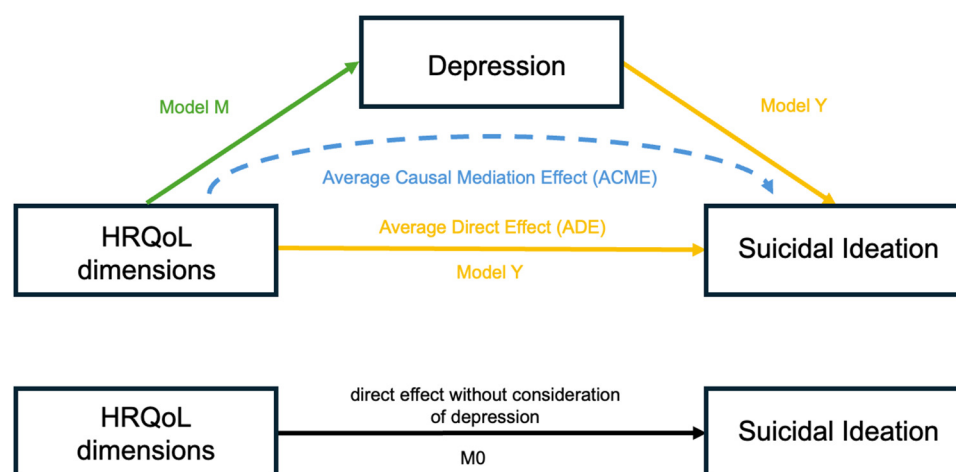 Depression
Model M
Model Y
Average Causal Mediation Effect (ACME)
HRQoL
dimensions
Average Direct Effect (ADE)
Model Y
Suicidal Ideation
HRQoL
dimensions
direct effect without consideration
of depression
M0
Suicidal Ideation